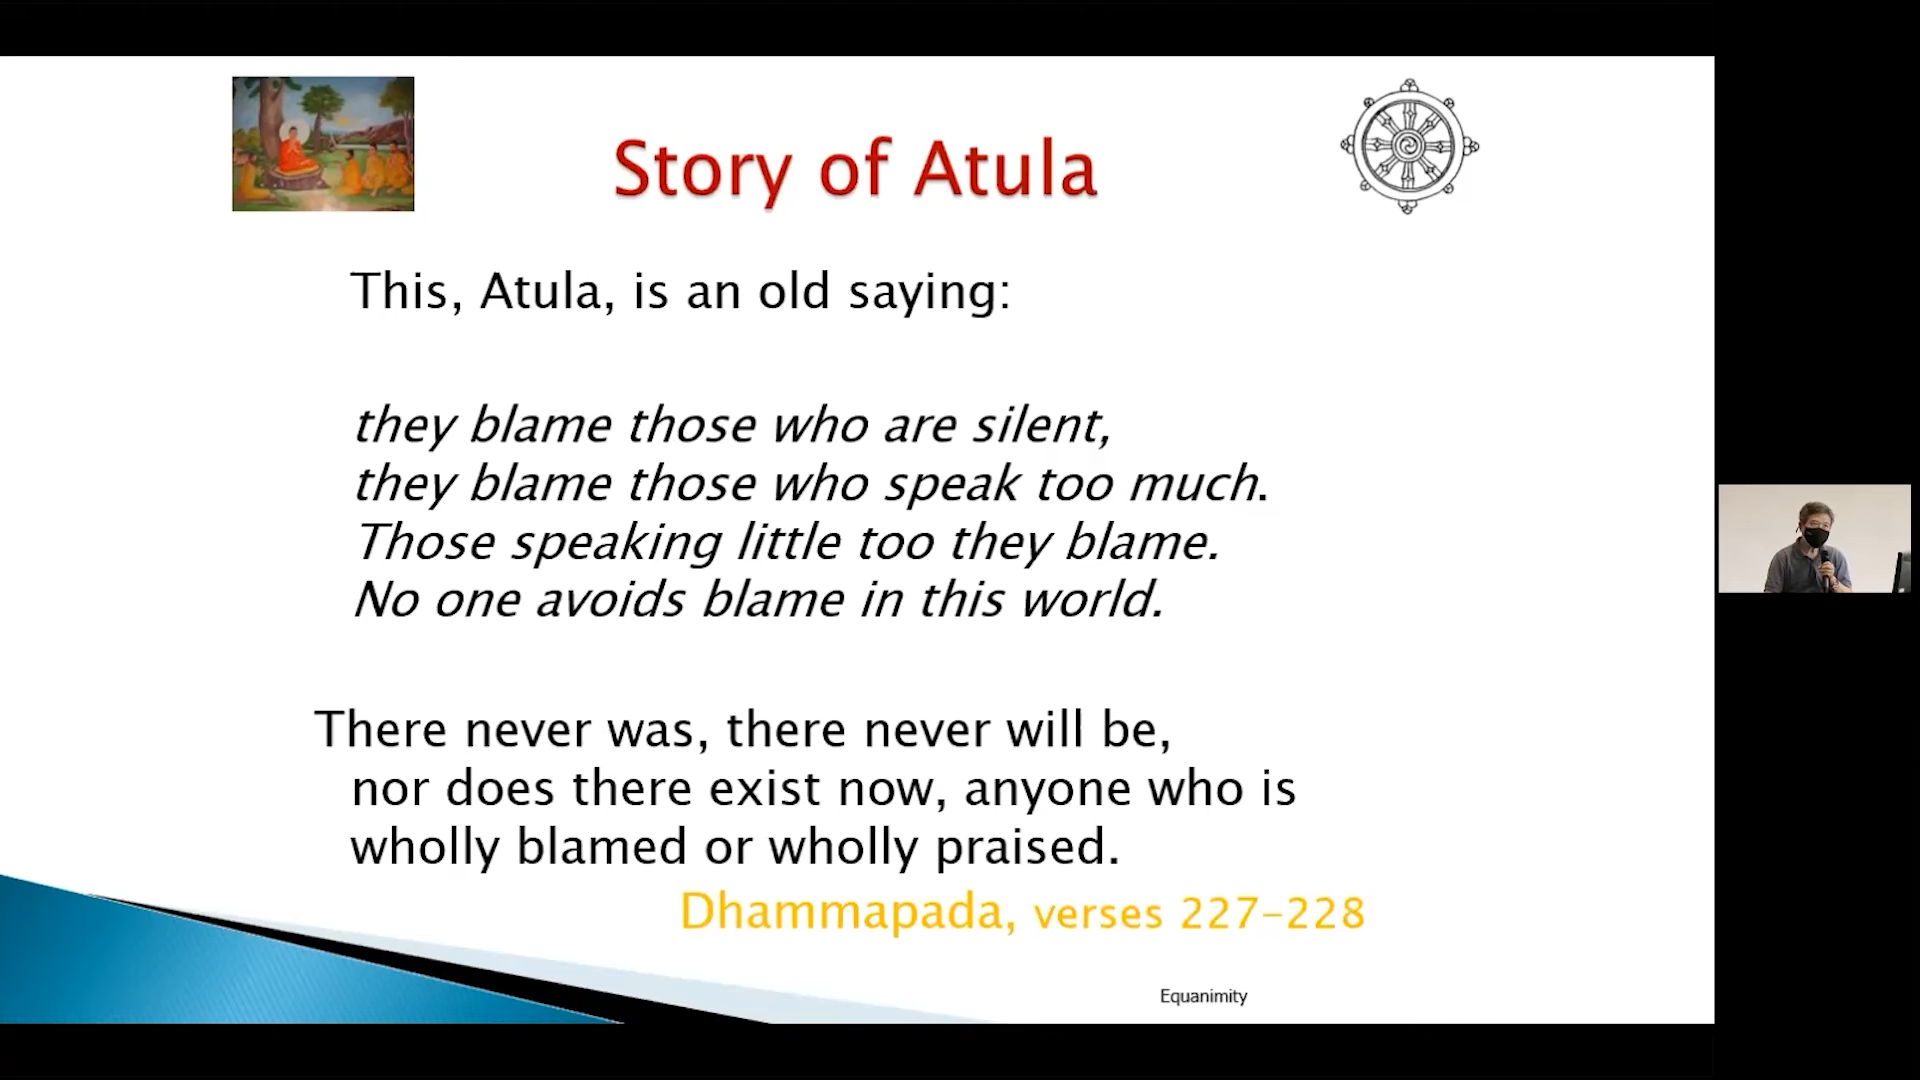 Story of Atula
This, Atula, is an old saying:
they blame those who are silent,
they blame those who speak too much.
Those speaking little too they blame.
No one avoids blame in this world.
There never was, there never will be,
nor does there exist now, anyone who is
wholly blamed or wholly praised.
Dhammapada, verses 227-228
Equanimity